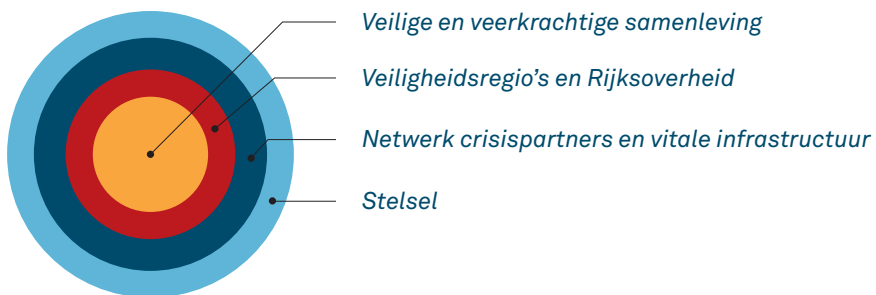 Veilige en veerkrachtige samenleving
Veiligheidsregio's en Rijksoverheid
Netwerk crisispartners en vitale infrastructuur
Stelsel